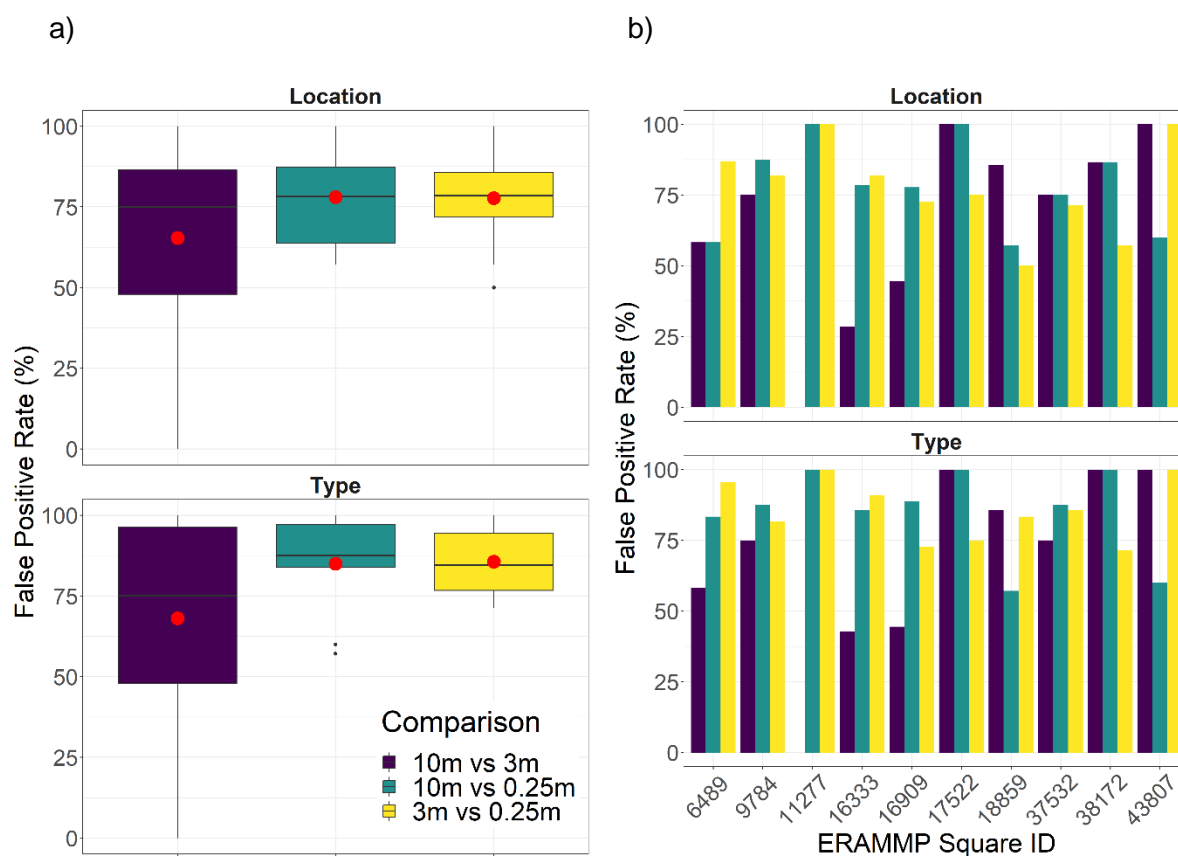 a)
Location
100
75
50
25
0
Type
100
75
50
25
0
False Positive Rate (%)
Comparison
10m vs 3m
10m vs 0.25m
3m vs 0.25m
b)
Location
100
75
50
25
0
Type
100
75
50
25
0
False Positive Rate (%)
6489
9784
11277
16333
16909
17522
18859
37532
38172
43807
ERAMMP Square ID